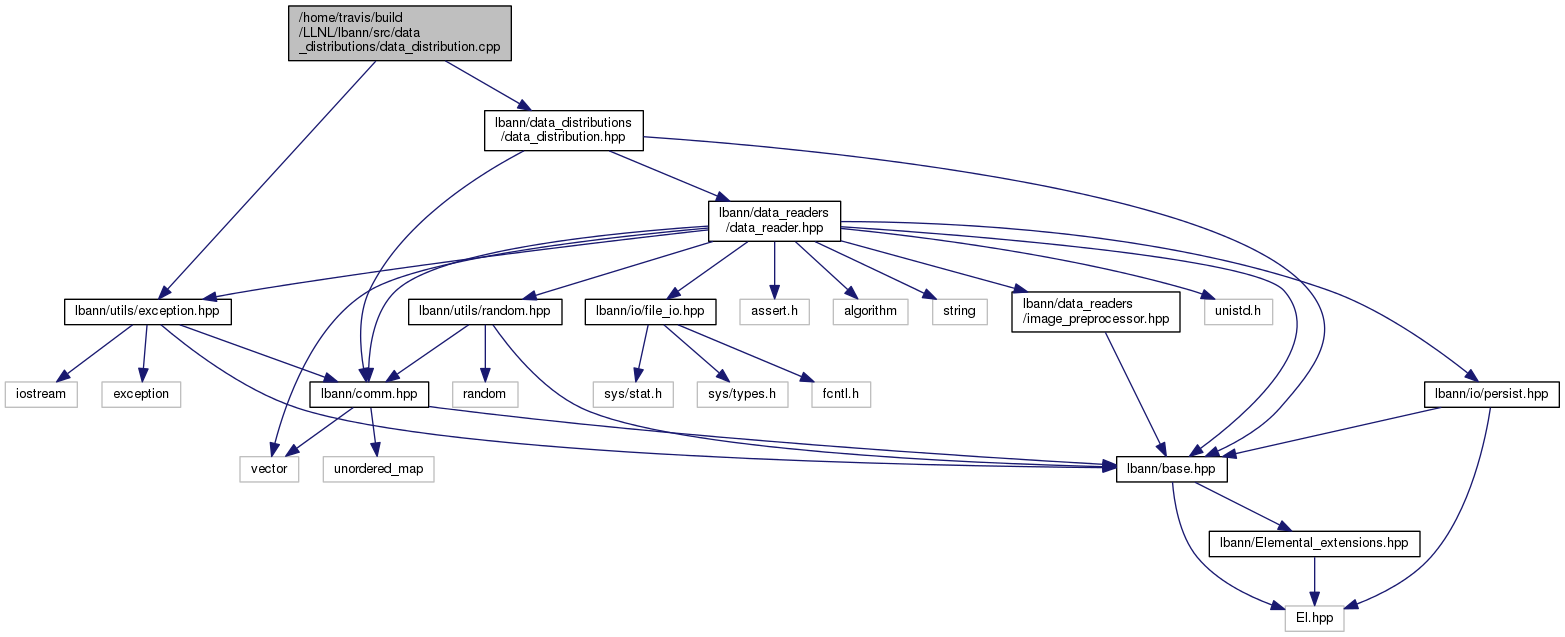 /home/travis/build
/LLNL/lbann/src/data
_distributions/data_distribution.cpp
lbann/data_distributions
/data_distribution.hpp
lbann/data_readers
/data_reader.hpp
lbann/utils/exception.hpp
lbann/utils/random.hpp
lbann/io/file_io.hpp
assert.h
algorithm
string
lbann/data_readers
/image_preprocessor.hpp
unistd.h
iostream
exception
lbann/comm.hpp
random
sys/stat.h
sys/types.h
fcntl.h
lbann/io/persist.hpp
vector
unordered_map
lbann/base.hpp
lbann/Elemental_extensions.hpp
El.hpp